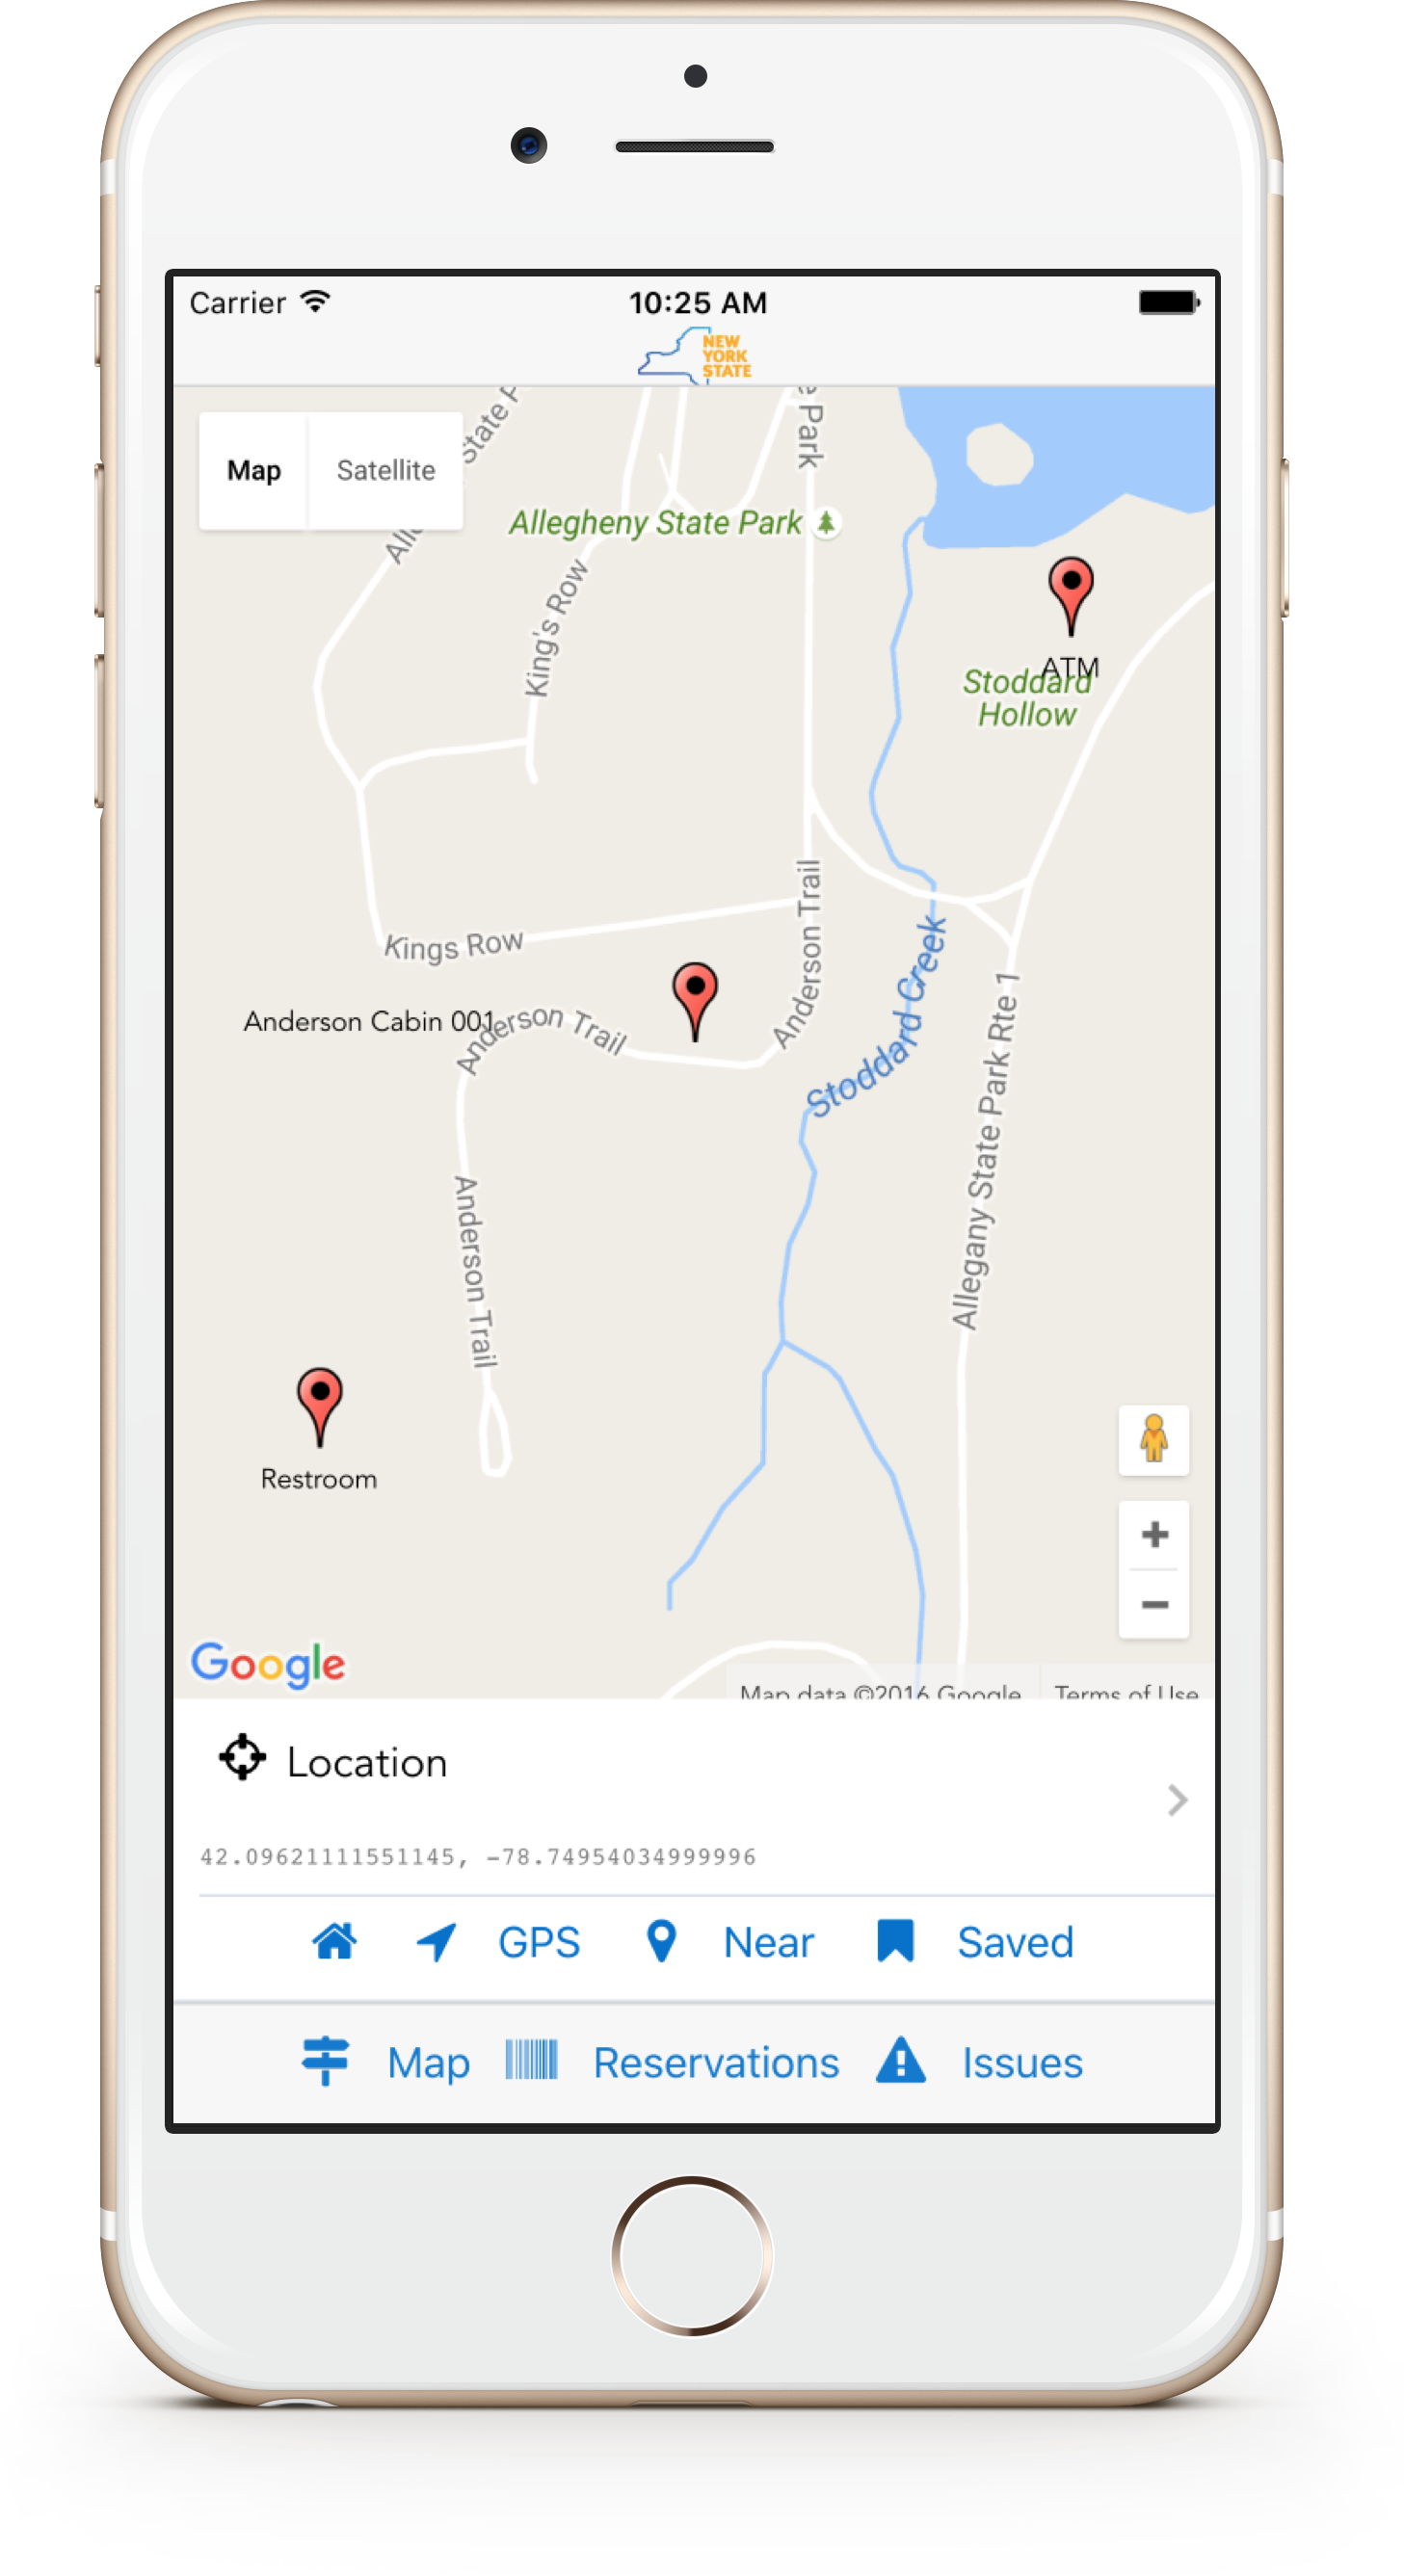 Carrier
10:25 AM
NEW
YORK
STATE
Map
Satellite
State P
e Park
Alle
Allegheny State Park
King's Row
ATM
Stoddard
Hollow
Anderson Trail
Kings Row
Stoddard Creek
Anderson Cabin 001
Anderson Trail
Allegany State Park Rte 1
Anderson Trail
Restroom
Google
Map data ©2016 Google
Terms of Use
Location
42.09621111551145, -78.74954034999996
GPS
Near
Saved
Map
Reservations
Issues